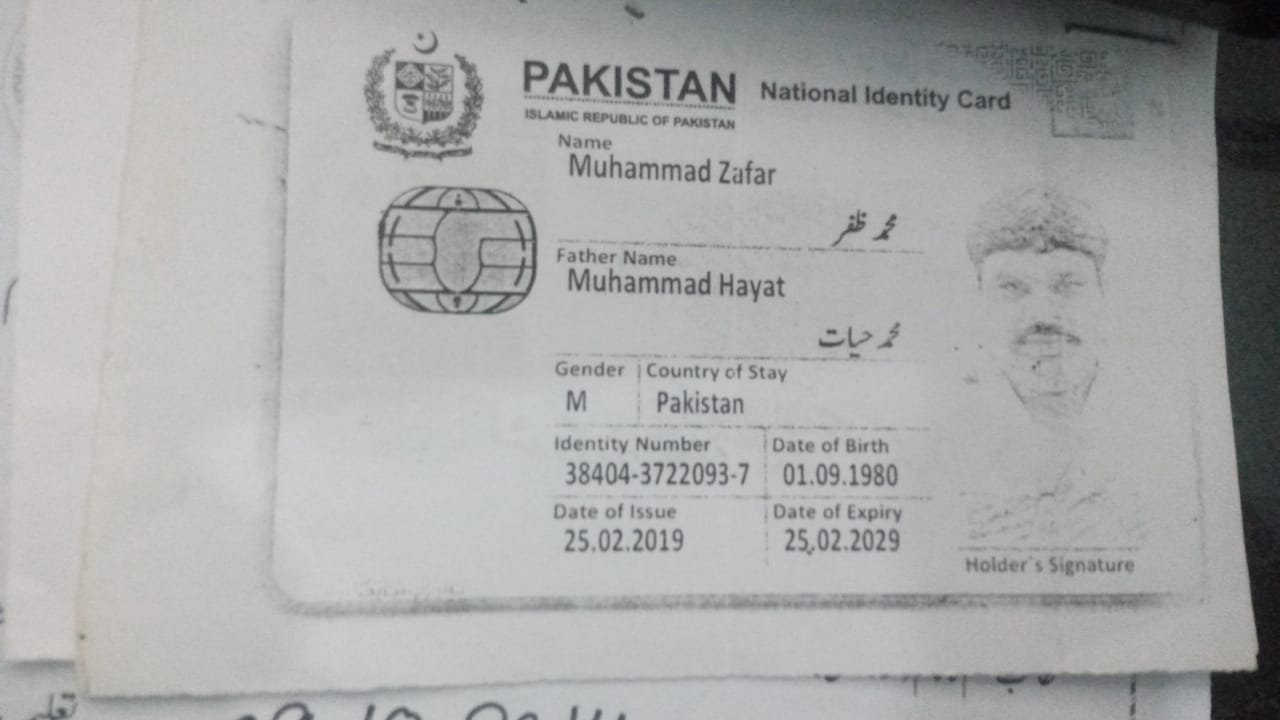 PAKISTAN National Identity Card
ISLAMIC REPUBLIC OF PAKISTAN
Name
Muhammad Zafar
محمد ظفر
Father Name
Muhammad Hayat
محمد حیات
Gender Country of Stay
M Pakistan
Identity Number Date of Birth
38404-3722093-7 01.09.1980
Date of Issue Date of Expiry
25.02.2019 25.02.2029
Holder's Signature